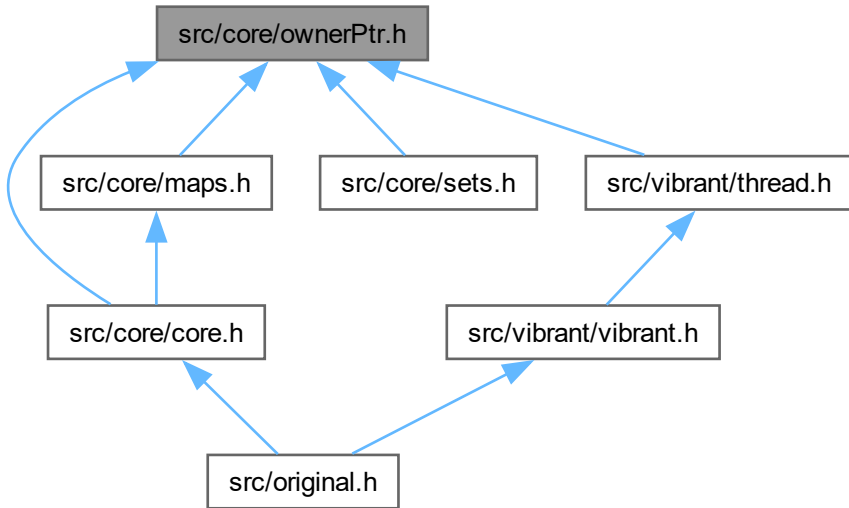 src/core/ownerPtr.h
src/core/maps.h
src/core/sets.h
src/vibrant/thread.h
src/core/core.h
src/vibrant/vibrant.h
src/original.h